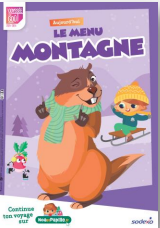 Aujourd'hui
LE MENU
MONTAGNE
Continue
ton voyage
sur
sodexo